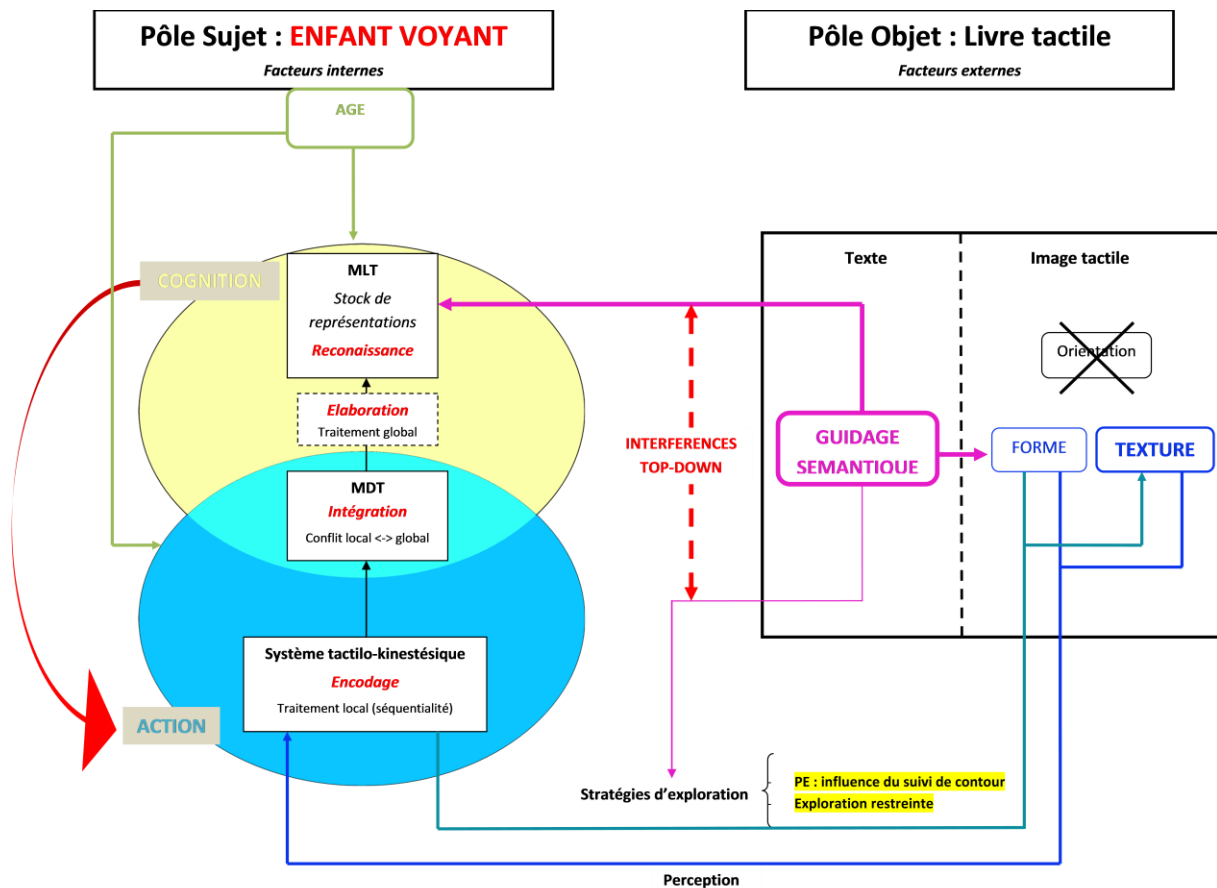 Pôle Sujet : ENFANT VOYANT
Facteurs internes
Pôle Objet : Livre tactile
Facteurs externes
AGE
COGNITION
MLT
Stock de
représentations
Reconaissance
Elaboration
Traitement global
MDT
Intégration
Conflit local <-> global
Système tactilo-kinestésique
Encodage
Traitement local (séquentialité)
ACTION
INTERFERENCES
TOP-DOWN
Texte
Image tactile
Orientation
GUIDAGE
SEMANTIQUE
FORME
TEXTURE
Stratégies d'exploration
PE : influence du suivi de contour
Exploration restreinte
Perception